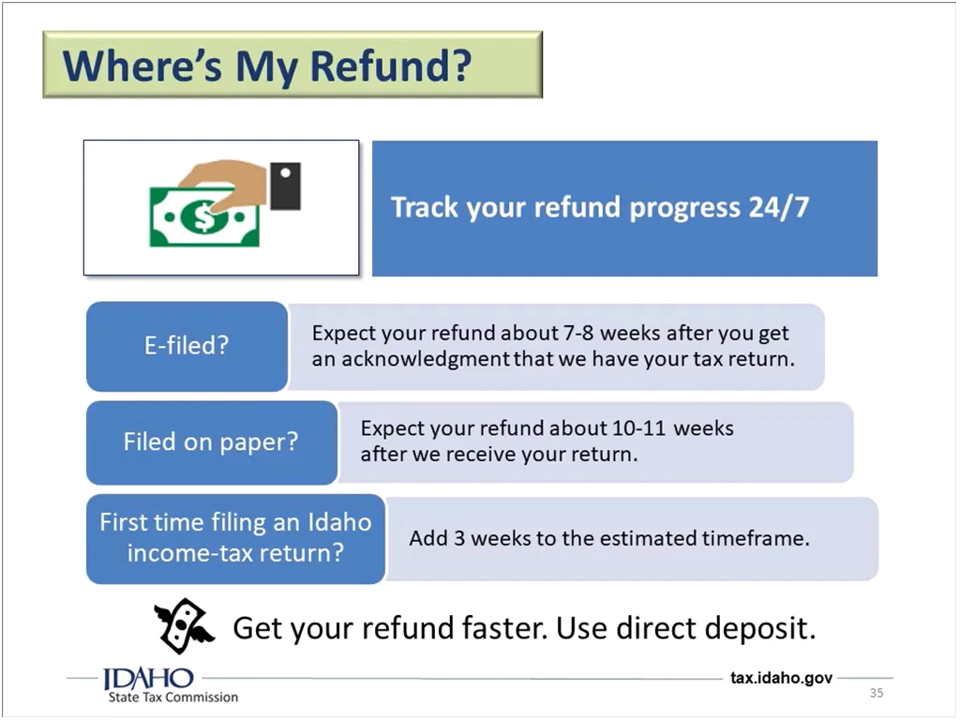 Where's My Refund?
$
Track your refund progress 24/7
E-filed?
Expect your refund about 7-8 weeks after you get
an acknowledgment that we have your tax return.
Filed on paper?
Expect your refund about 10-11 weeks
after we receive your return.
First time filing an Idaho
income-tax return?
Add 3 weeks to the estimated timeframe.
Get your refund faster. Use direct deposit.
IDAHO
State Tax Commission
tax.idaho.gov
35